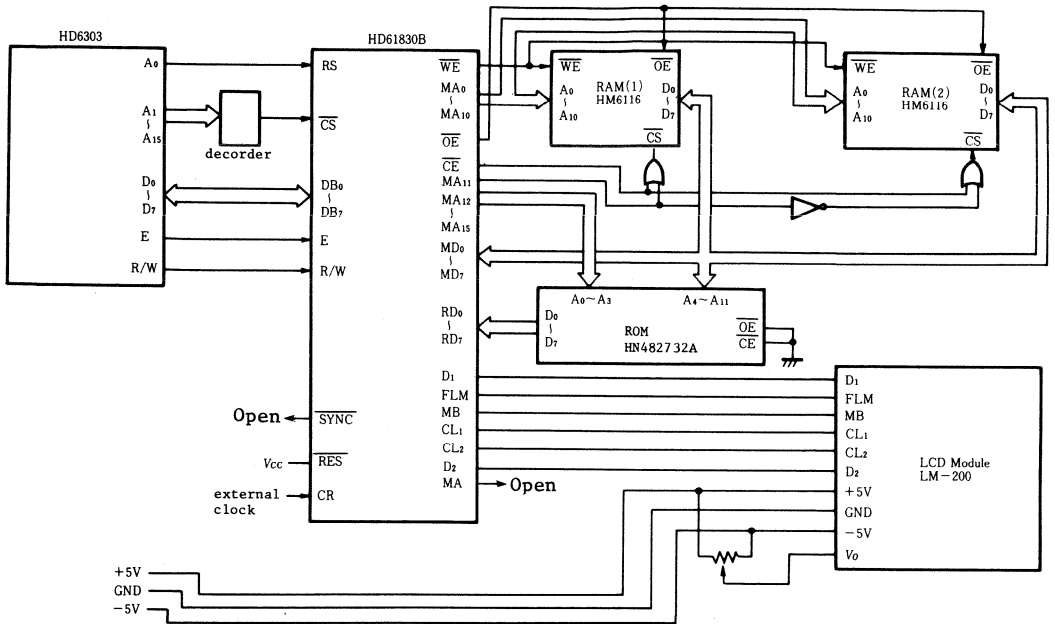 HD6303
A0
A1
~
A15
D0
~
D7
E
R/W
decorder
HD61830B
RS
CS
DB0
~
DB7
E
R/W
SYNC
RES
CR
Open
Vcc
external
clock
WE
MA0
~
MA10
OE
CE
MA11
MA12
~
MA15
MD0
~
MD7
RD0
~
RD7
D1
FLM
MB
CL1
CL2
D2
MA
Open
WE
OE
RAM(1)
HM6116
A0
~
A10
D0
~
D7
CS
WE
OE
RAM(2)
HM6116
A0
~
A10
D0
~
D7
CS
A0~A3
A4~A11
D0
~
D7
ROM
HN482732A
OE
CE
D1
FLM
MB
CL1
CL2
D2
+5V
GND
-5V
Vo
LCD Module
LM-200
+5V
GND
-5V